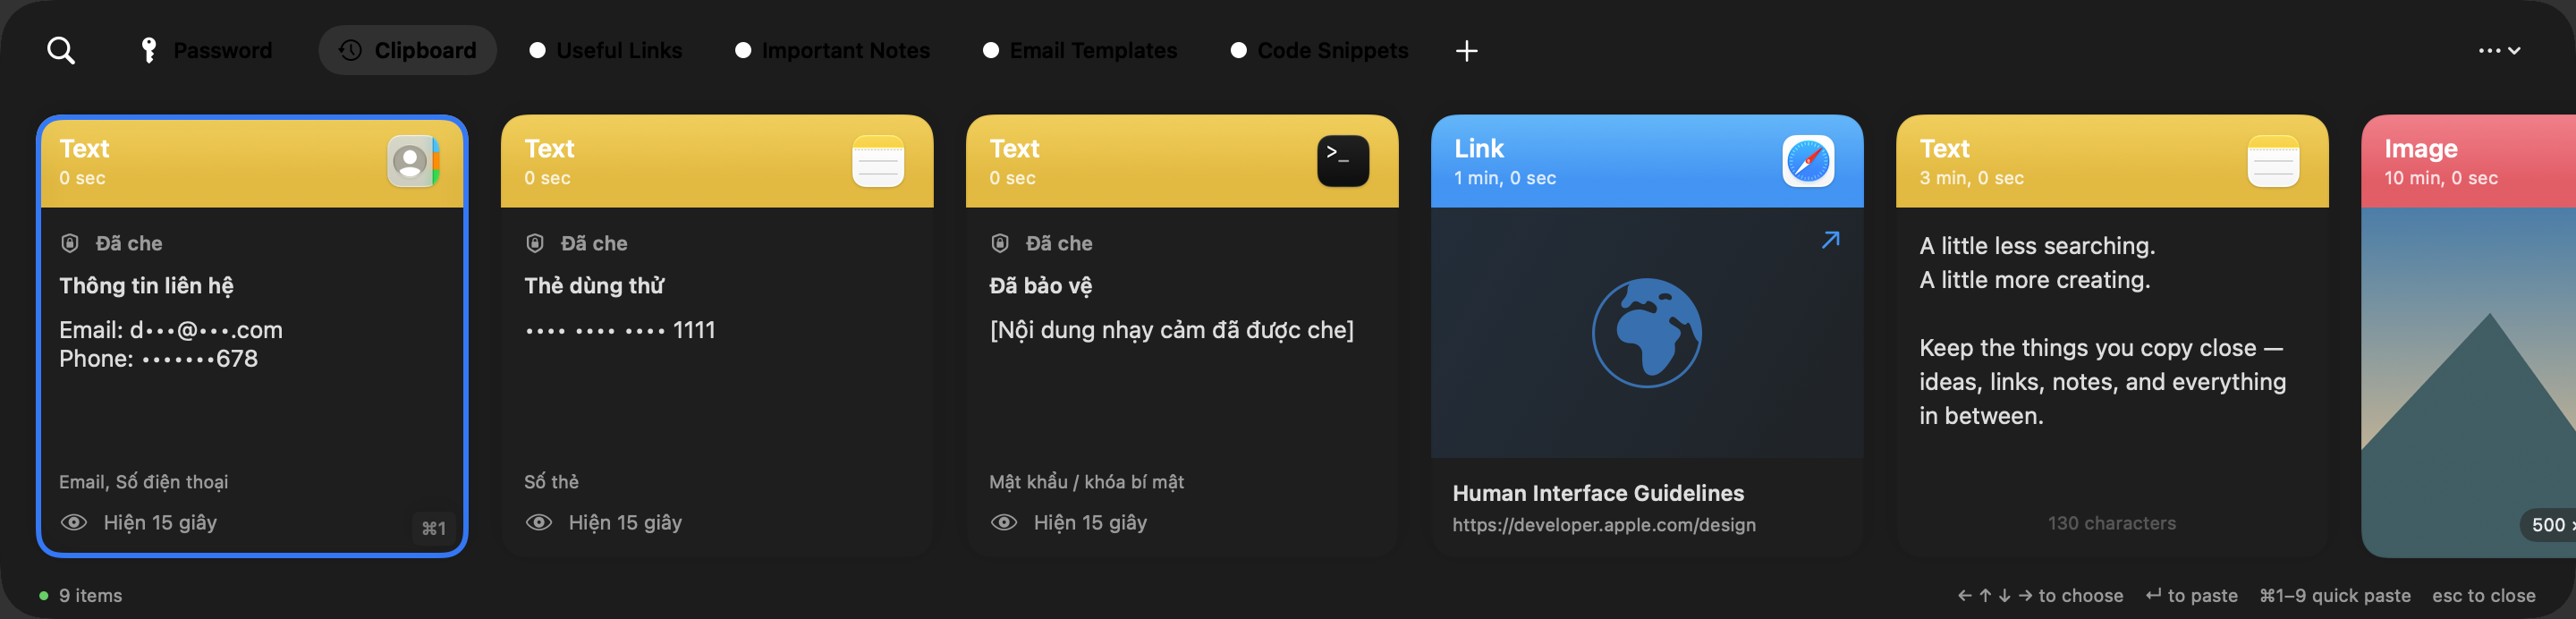 Password
Clipboard
Useful Links
Important Notes
Email Templates
Code Snippets
Text
0 sec
Đã che
Thông tin liên hệ
Email: d•••@•••.com
Phone: •••••••678
Email, Số điện thoại
Hiện 15 giây
⌘1
Text
0 sec
Đã che
Thẻ dùng thử
•••• •••• •••• 1111
Số thẻ
Hiện 15 giây
Text
0 sec
>_
Đã che
Đã bảo vệ
[Nội dung nhạy cảm đã được che]
Mật khẩu / khóa bí mật
Hiện 15 giây
Link
1 min, 0 sec
Human Interface Guidelines
https://developer.apple.com/design
Text
3 min, 0 sec
A little less searching.
A little more creating.
Keep the things you copy close —
ideas, links, notes, and everything
in between.
130 characters
Image
10 min, 0 sec
500
9 items
← ↑ ↓ → to choose
↵ to paste
⌘1–9 quick paste
esc to close